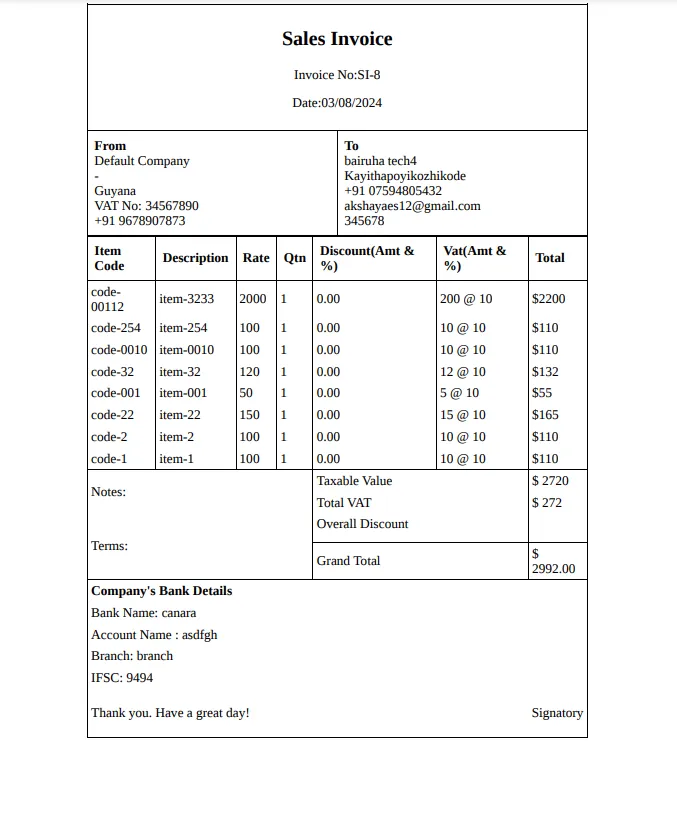 Sales Invoice
Invoice No:SI-8
Date:03/08/2024
From
Default Company
-
Guyana
VAT No: 34567890
+91 9678907873
To
bairuha tech4
Kayithapoyikozhikode
+91 07594805432
akshayaes12@gmail.com
345678
Item Code Description Rate Qtn Discount(Amt & %) Vat(Amt & %) Total
code-00112 item-3233 2000 1 0.00 200 @ 10 $2200
code-254 item-254 100 1 0.00 10 @ 10 $110
code-0010 item-0010 100 1 0.00 10 @ 10 $110
code-32 item-32 120 1 0.00 12 @ 10 $132
code-001 item-001 50 1 0.00 5 @ 10 $55
code-22 item-22 150 1 0.00 15 @ 10 $165
code-2 item-2 100 1 0.00 10 @ 10 $110
code-1 item-1 100 1 0.00 10 @ 10 $110
Notes:
Terms:
Taxable Value $ 2720
Total VAT $ 272
Overall Discount
Grand Total $ 2992.00
Company's Bank Details
Bank Name: canara
Account Name : asdfgh
Branch: branch
IFSC: 9494
Thank you. Have a great day! Signatory